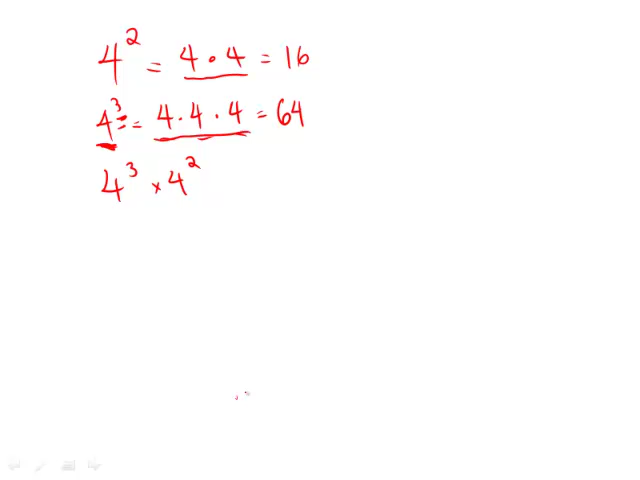 4² = 4 · 4 = 16
4³ = = 4 · 4 · 4 = 64
4³ × 4²